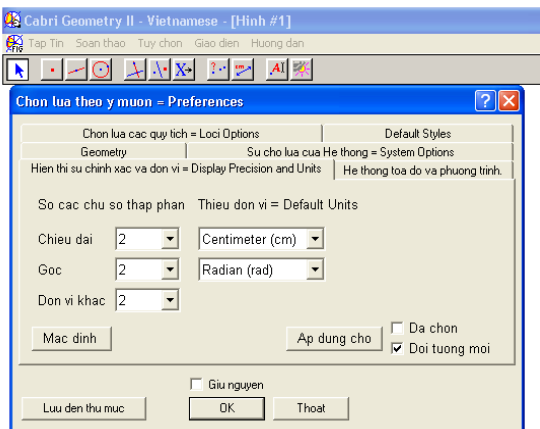 Cabri Geometry II - Vietnamese - [Hinh #1]
FIG Tap Tin Soan thao Tuy chon Giao dien Huong dan
Chon lua theo y muon = Preferences
Chon lua cac quy tich = Loci Options Default Styles
Geometry Su cho lua cua He thong = System Options
Hien thi su chinh xac va don vi = Display Precision and Units He thong toa do va phuong trinh.
So cac chu so thap phan Thieu don vi = Default Units
Chieu dai 2 Centimeter (cm)
Goc 2 Radian (rad)
Don vi khac 2
Mac dinh Ap dung cho Da chon
Doi tuong moi
Giu nguyen
Luu den thu muc OK Thoat